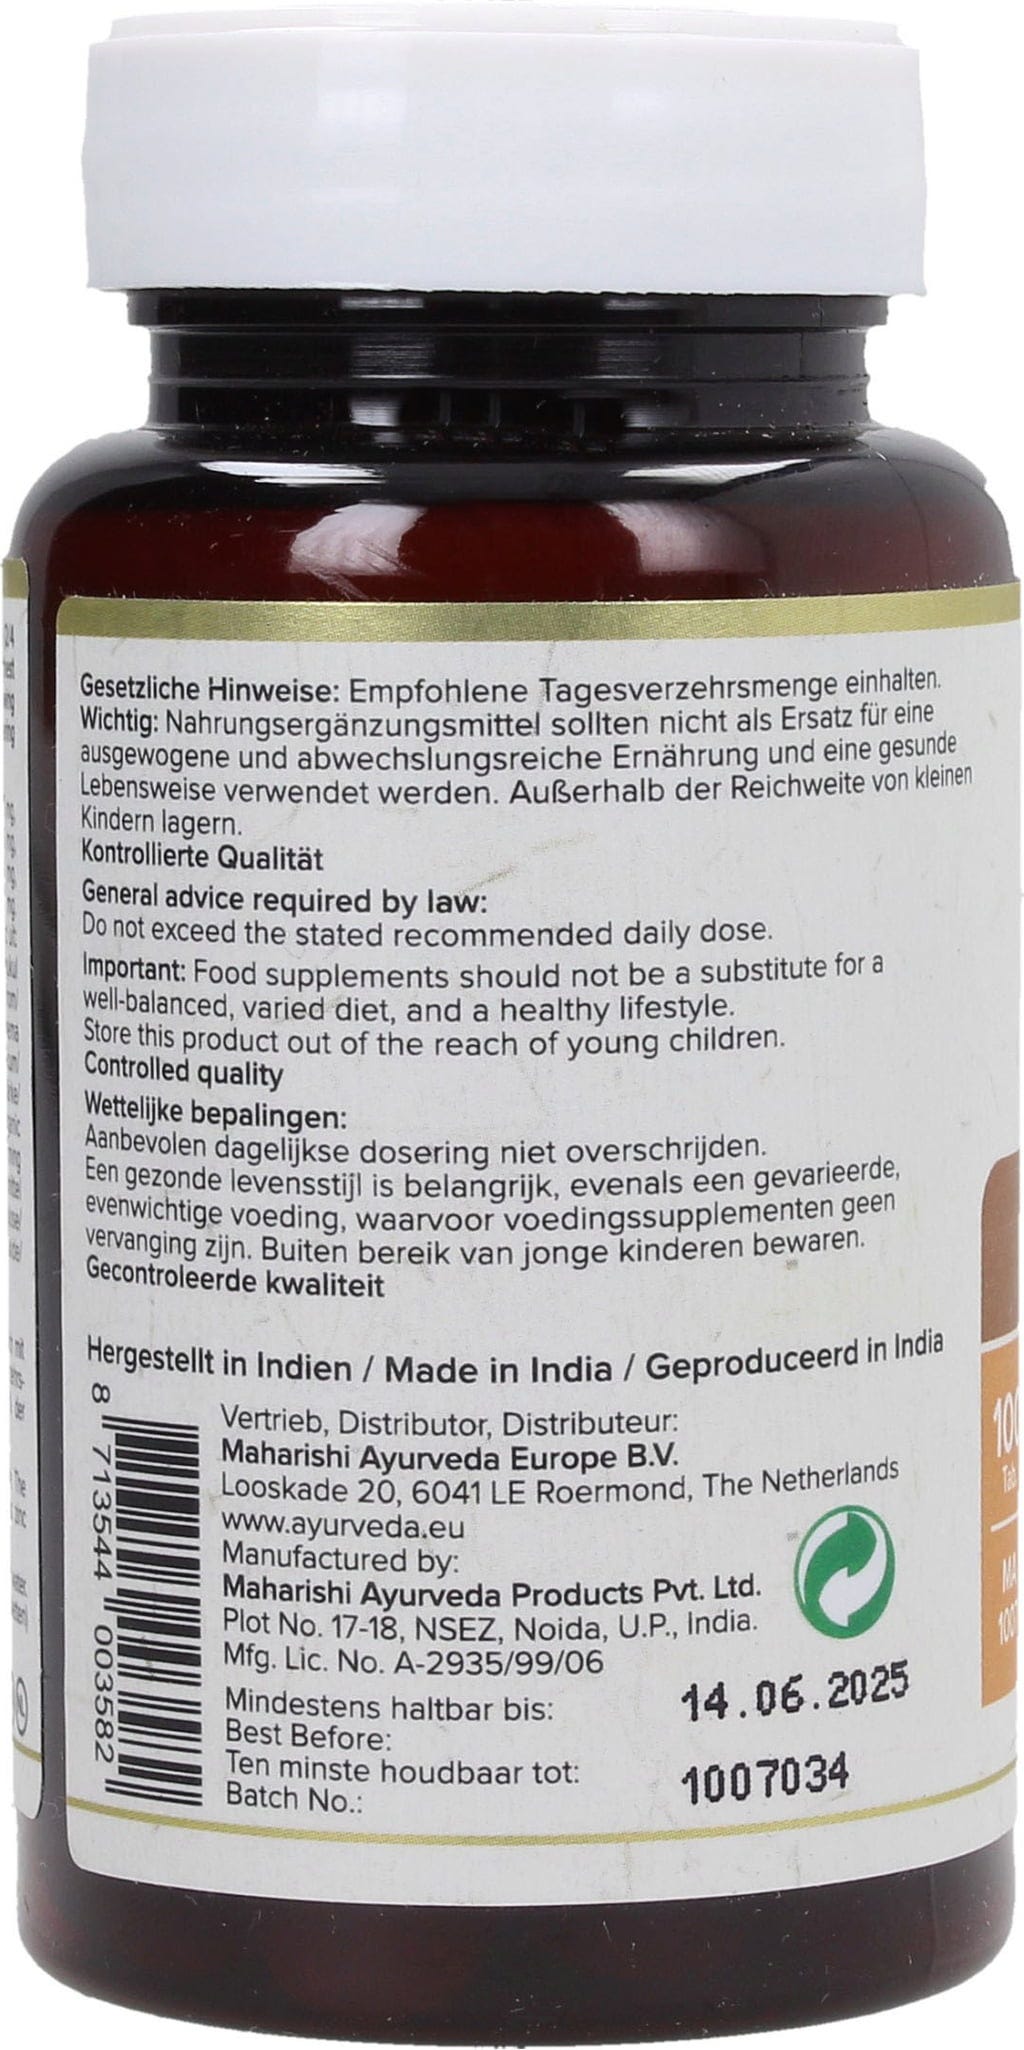 Gesetzliche Hinweise: Empfohlene Tagesverzehrsmenge einhalten.
Wichtig: Nahrungsergänzungsmittel sollten nicht als Ersatz für eine
ausgewogene und abwechslungsreiche Ernährung und eine gesunde
Lebensweise verwendet werden. Außerhalb der Reichweite von kleinen
Kindern lagern.
Kontrollierte Qualität
General advice required by law:
Do not exceed the stated recommended daily dose.
Important: Food supplements should not be a substitute for a
well-balanced, varied diet, and a healthy lifestyle.
Store this product out of the reach of young children.
Controlled quality
Wettelijke bepalingen:
Aanbevolen dagelijkse dosering niet overschrijden.
Een gezonde levensstijl is belangrijk, evenals een gevarieerde,
evenwichtige voeding, waarvoor voedingssupplementen geen
vervanging zijn. Buiten bereik van jonge kinderen bewaren.
Gecontroleerde kwaliteit
Hergestellt in Indien / Made in India / Geproduceerd in India
8 713544 003582
Vertrieb, Distributor, Distributeur:
Maharishi Ayurveda Europe B.V.
Looskade 20, 6041 LE Roermond, The Netherlands
www.ayurveda.eu
Manufactured by:
Maharishi Ayurveda Products Pvt. Ltd.
Plot No. 17-18, NSEZ, Noida, U.P., India.
Mfg. Lic. No. A-2935/99/06
Mindestens haltbar bis: 14.06.2025
Best Before:
Ten minste houdbaar tot: 1007034
Batch No.: